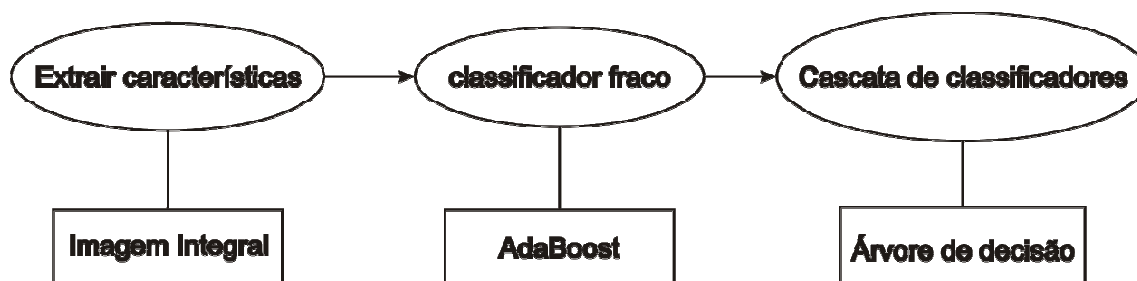 Extrair características
classificador fraco
Cascata de classificadores
Imagem Integral
AdaBoost
Árvore de decisão